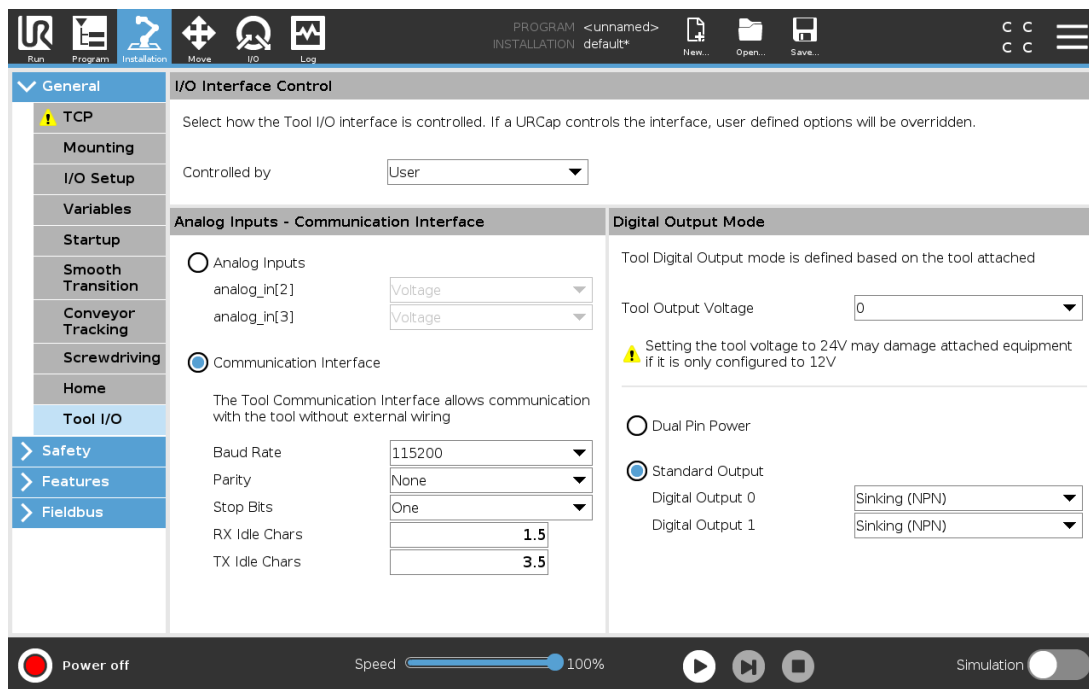 UR
Run
Program
Installation
Move
I/O
Log
PROGRAM <unnamed>
INSTALLATION default*
New...
Open...
Save...
C C
C C
General
TCP
Mounting
I/O Setup
Variables
Startup
Smooth
Transition
Conveyor
Tracking
Screwdriving
Home
Tool I/O
Safety
Features
Fieldbus
I/O Interface Control
Select how the Tool I/O interface is controlled. If a URCap controls the interface, user defined options will be overridden.
Controlled by User
Analog Inputs - Communication Interface
Analog Inputs
analog_in[2] Voltage
analog_in[3] Voltage
Communication Interface
The Tool Communication Interface allows communication
with the tool without external wiring
Baud Rate 115200
Parity None
Stop Bits One
RX Idle Chars 1.5
TX Idle Chars 3.5
Digital Output Mode
Tool Digital Output mode is defined based on the tool attached
Tool Output Voltage 0
Setting the tool voltage to 24V may damage attached equipment
if it is only configured to 12V
Dual Pin Power
Standard Output
Digital Output 0 Sinking (NPN)
Digital Output 1 Sinking (NPN)
Power off
Speed 100%
Simulation